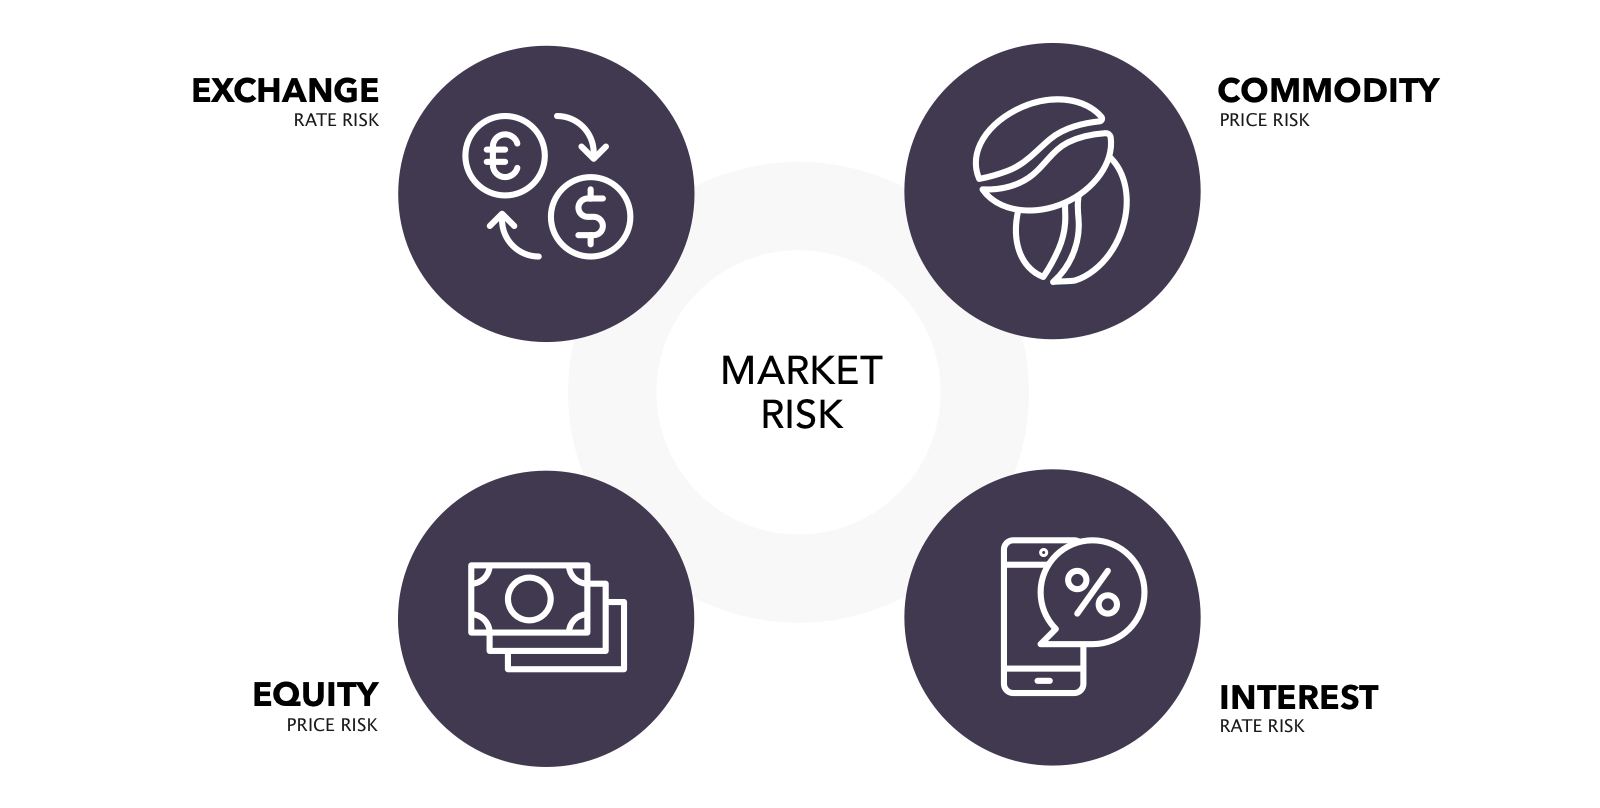 EXCHANGE
RATE RISK
COMMODITY
PRICE RISK
€
$
MARKET
RISK
%
EQUITY
PRICE RISK
INTEREST
RATE RISK